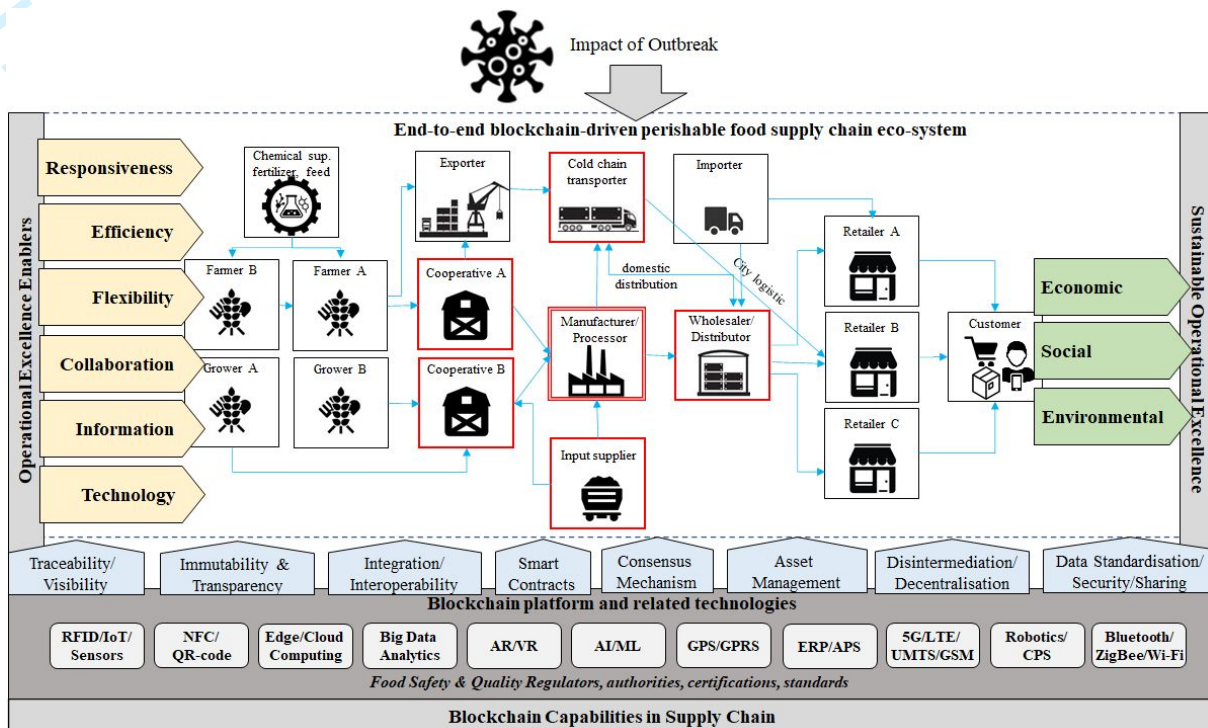 Impact of Outbreak
End-to-end blockchain-driven perishable food supply chain eco-system
Operational Excellence Enablers
Responsiveness
Efficiency
Flexibility
Collaboration
Information
Technology
Chemical sup.
fertilizer, feed
Farmer B
Farmer A
Grower A
Grower B
Exporter
Cooperative A
Cooperative B
Cold chain
transporter
domestic
distribution
Manufacturer/
Processor
Input supplier
Importer
City logistic
Wholesaler/
Distributor
Retailer A
Retailer B
Retailer C
Customer
Economic
Social
Environmental
Sustainable Operational Excellence
Traceability/
Visibility
Immutability &
Transparency
Integration/
Interoperability
Smart
Contracts
Consensus
Mechanism
Asset
Management
Disintermediation/
Decentralisation
Data Standardisation/
Security/Sharing
Blockchain platform and related technologies
RFID/IoT/
Sensors
NFC/
QR-code
Edge/Cloud
Computing
Big Data
Analytics
AR/VR
AI/ML
GPS/GPRS
ERP/APS
5G/LTE/
UMTS/GSM
Robotics/
CPS
Bluetooth/
ZigBee/Wi-Fi
Food Safety & Quality Regulators, authorities, certifications, standards
Blockchain Capabilities in Supply Chain